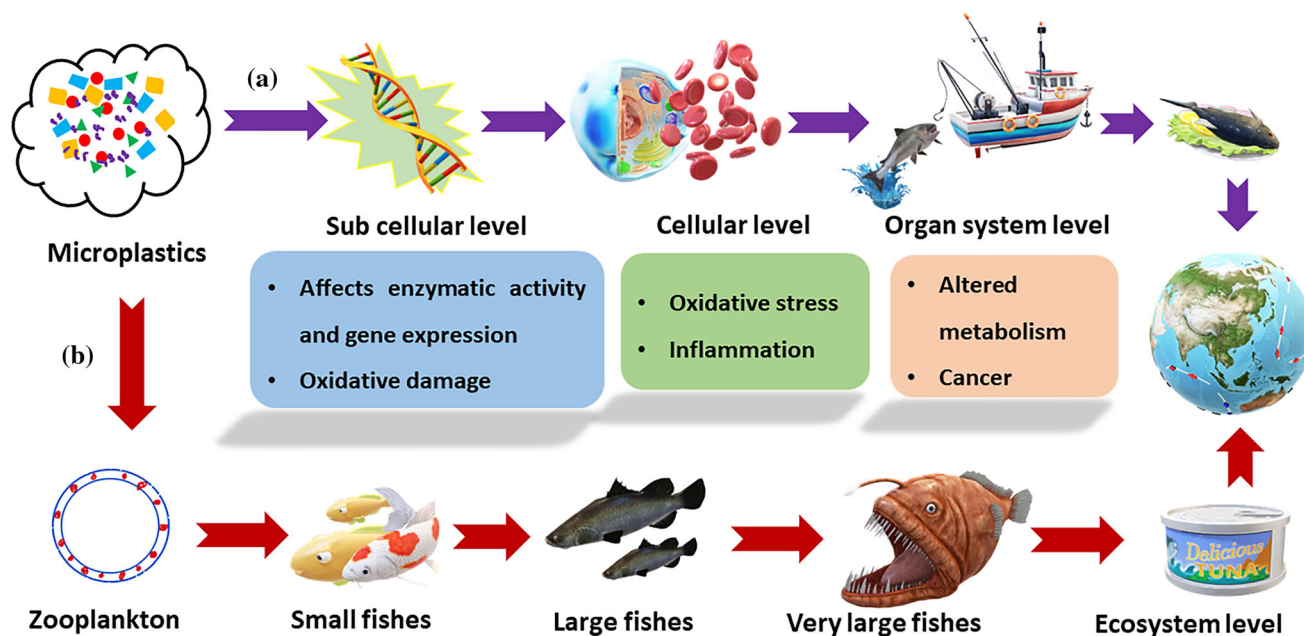 (a)
Microplastics
Sub cellular level
Cellular level
Organ system level
• Affects enzymatic activity
and gene expression
• Oxidative damage
• Oxidative stress
• Inflammation
• Altered
metabolism
• Cancer
(b)
Zooplankton
Small fishes
Large fishes
Very large fishes
Delicious
TUNA
Ecosystem level